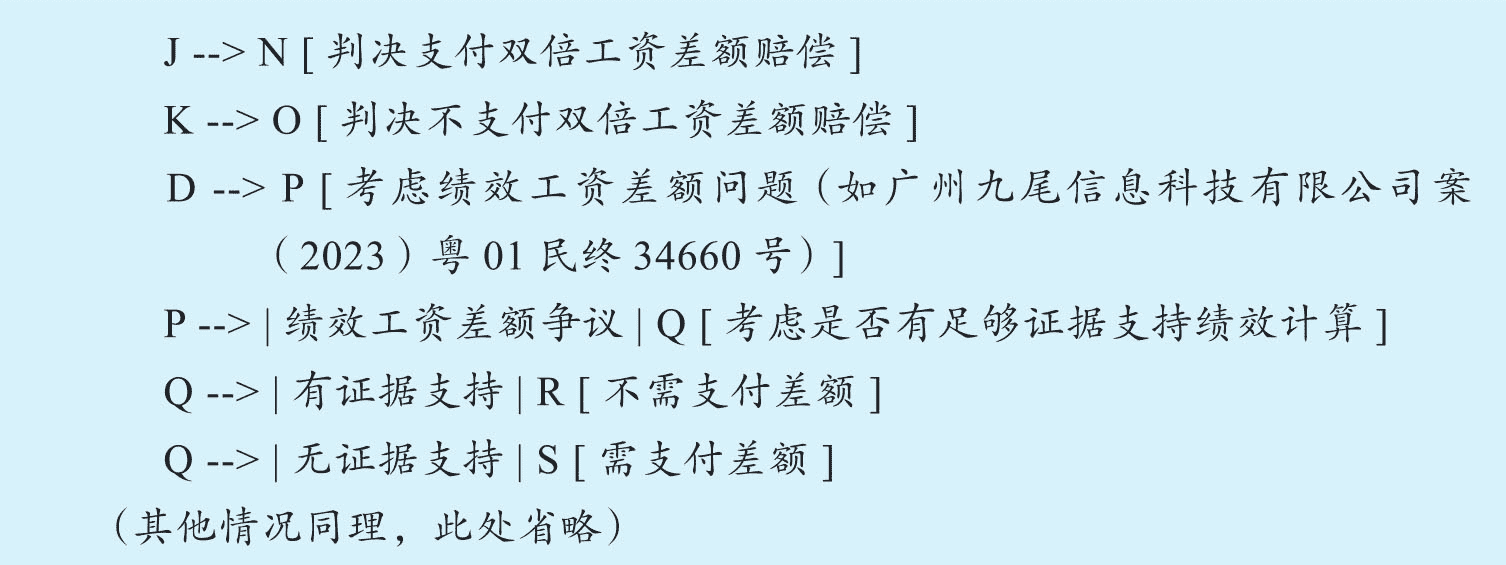 J --> N [ 判决支付双倍工资差额赔偿 ]
K --> O [ 判决不支付双倍工资差额赔偿 ]
D --> P [ 考虑绩效工资差额问题（如广州九尾信息科技有限公司案
（2023）粤 01 民终 34660 号）]
P --> | 绩效工资差额争议 | Q [ 考虑是否有足够证据支持绩效计算 ]
Q --> | 有证据支持 | R [ 不需支付差额 ]
Q --> | 无证据支持 | S [ 需支付差额 ]
（其他情况同理，此处省略）